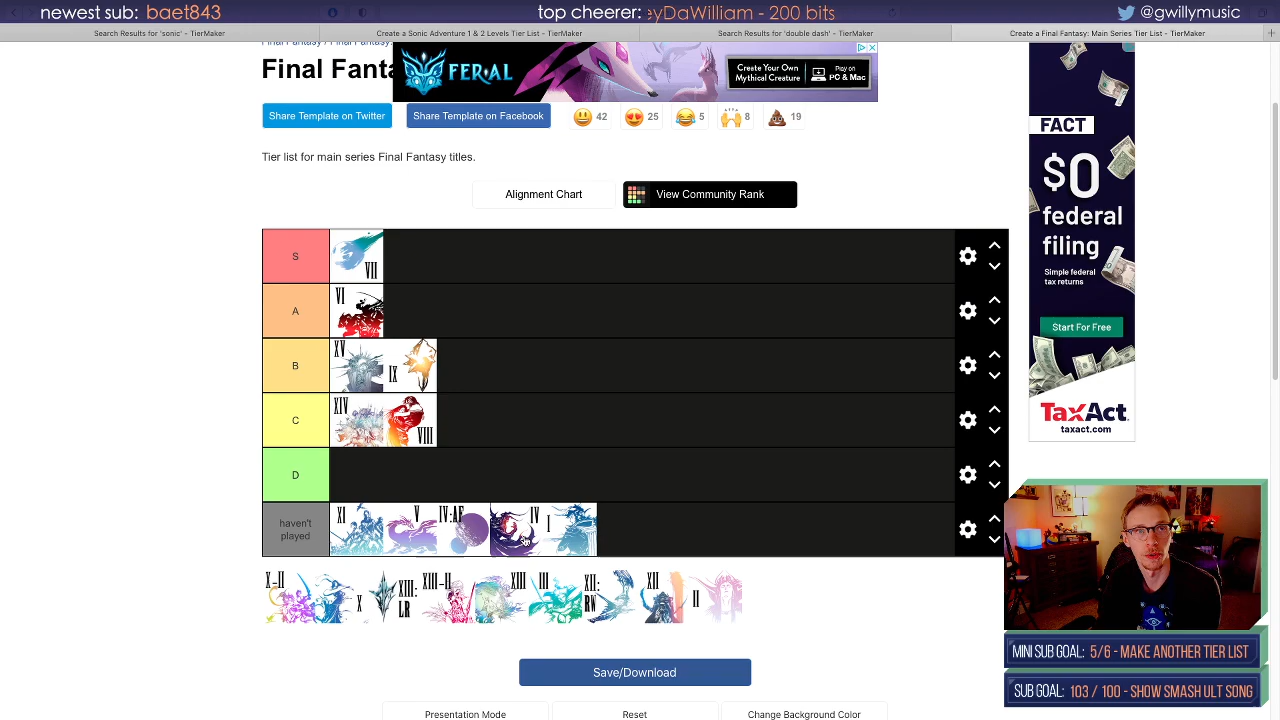 newest sub: baet843
top cheerer: eyDaWilliam - 200 bits
@gwillymusic
Search Results for 'sonic' - TierMaker
Create a Sonic Adventure 1 & 2 Levels Tier List - TierMaker
Search Results for 'double dash' - TierMaker
Create a Final Fantasy: Main Series Tier List - TierMaker
Final Fantasy / Final Fantasy:
Final Fanta
FERAL
Create Your Own
Mythical Creature
Play on
PC & Mac
Share Template on Twitter
Share Template on Facebook
42
25
5
8
19
Tier list for main series Final Fantasy titles.
Alignment Chart
View Community Rank
S
VII
A
VI
B
XV
IX
C
XIV
VIII
D
haven't
played
XI
V
IV:AF
IV
I
X-II
X
XIII:
LR
XIII-II
XIII
III
XII:
RW
XII
II
Save/Download
Presentation Mode
Reset
Change Background Color
FACT
$0
federal
filing
Simple federal
tax returns
Start For Free
TaxAct
taxact.com
MINI SUB GOAL: 5/6 - MAKE ANOTHER TIER LIST
SUB GOAL: 103 / 100 - SHOW SMASH ULT SONG